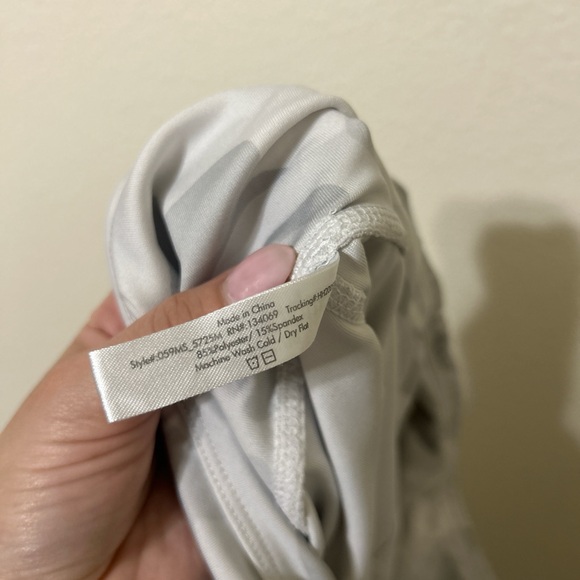 Made in China
Style#:059MS_5725M RN#:134069 Tracking#:
85%Polyester/ 15%Spandex
Machine Wash Cold / Dry Flat